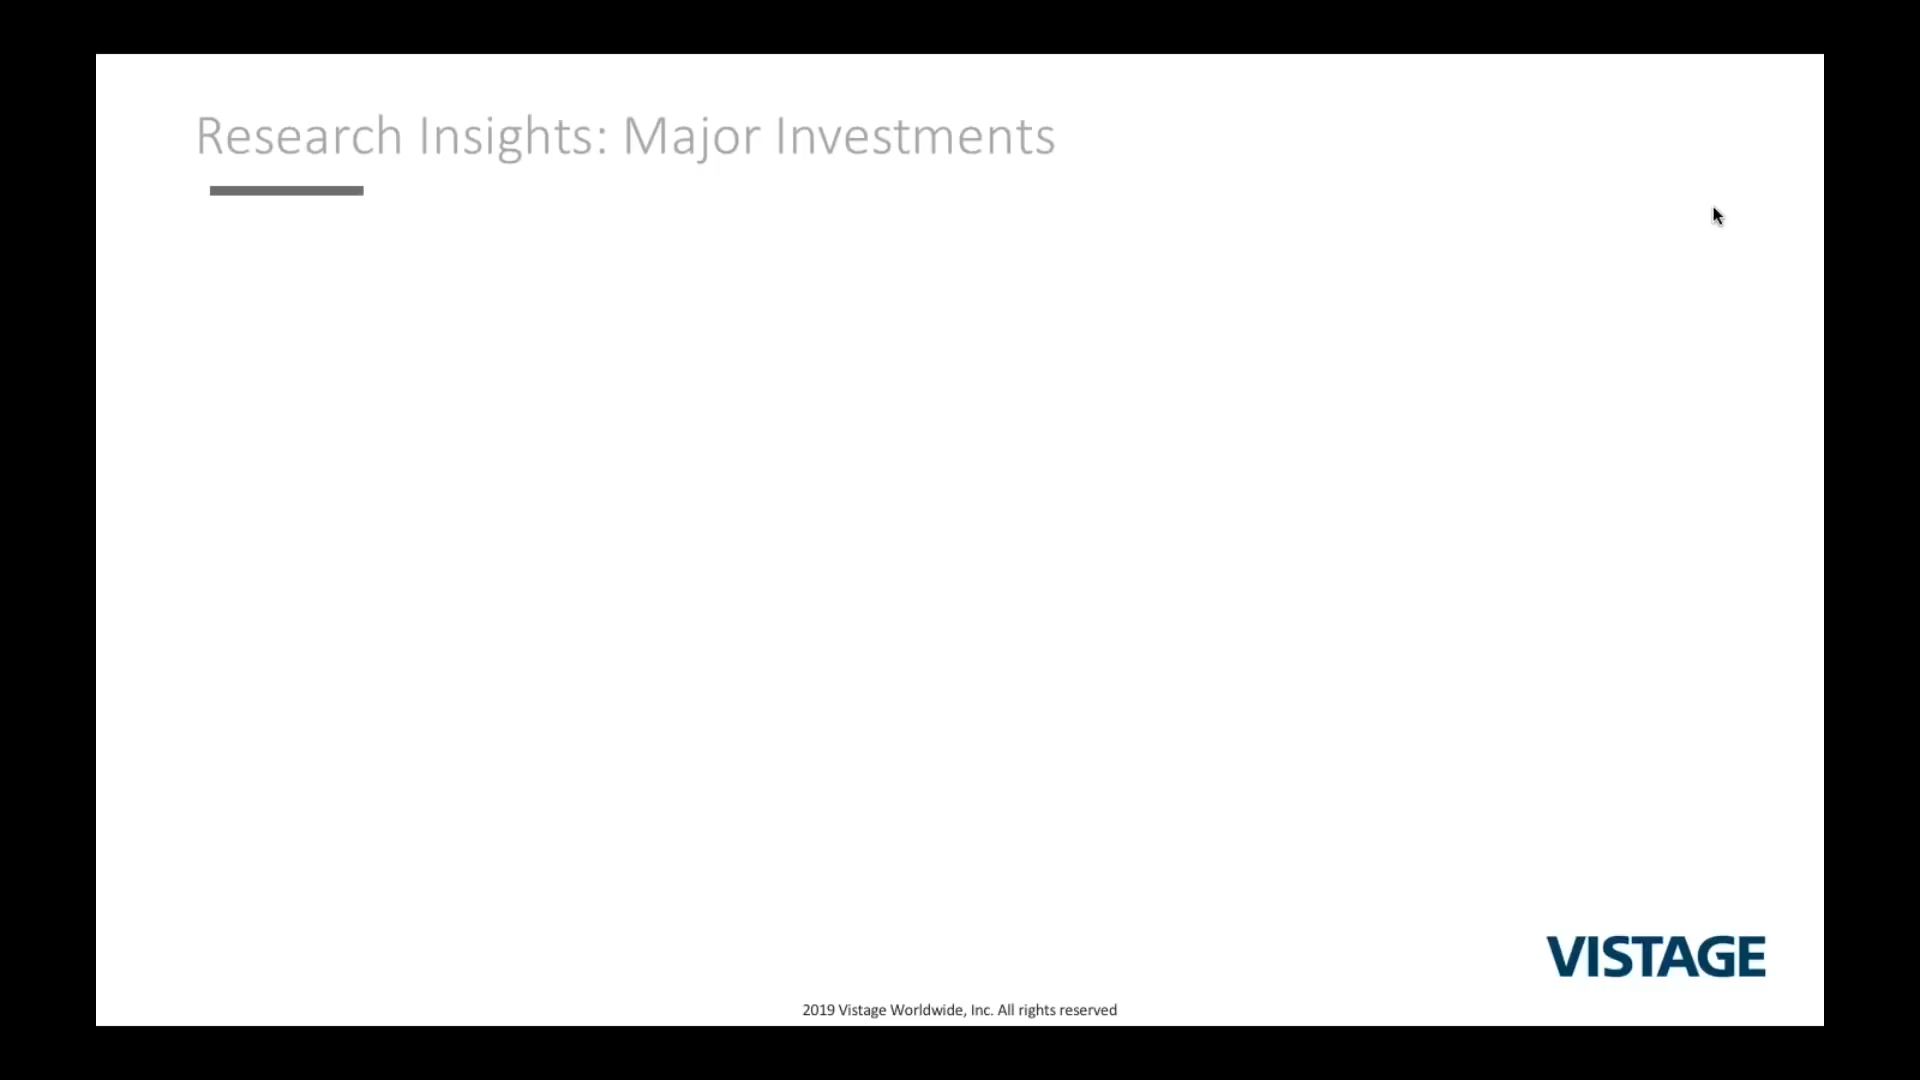 Research Insights: Major Investments
VISTAGE
2019 Vistage Worldwide, Inc. All rights reserved